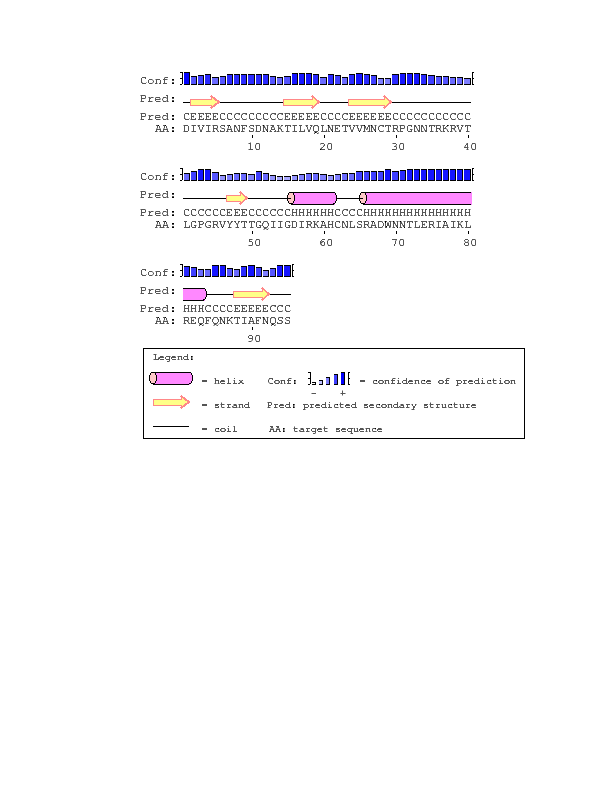 Conf:
Pred:
Pred: CEEEECCCCCCCCCEEEEECCCCEEEEEECCCCCCCCCCC
AA: DIVIRSANFSDNAKTILVQLNETVVMNCTRPGNNTRKRVT
10 20 30 40
Conf:
Pred:
Pred: CCCCCCEEECCCCCCHHHHHHCCCCHHHHHHHHHHHHHHH
AA: LGPGRVYYTTGQIIGDIRKAHCNLSRADWNNTLERIAIKL
50 60 70 80
Conf:
Pred:
Pred: HHHCCCCEEEEECCC
AA: REQFQNKTIAFNQSS
90
Legend:
= helix Conf: = confidence of prediction
- +
= strand Pred: predicted secondary structure
= coil AA: target sequence